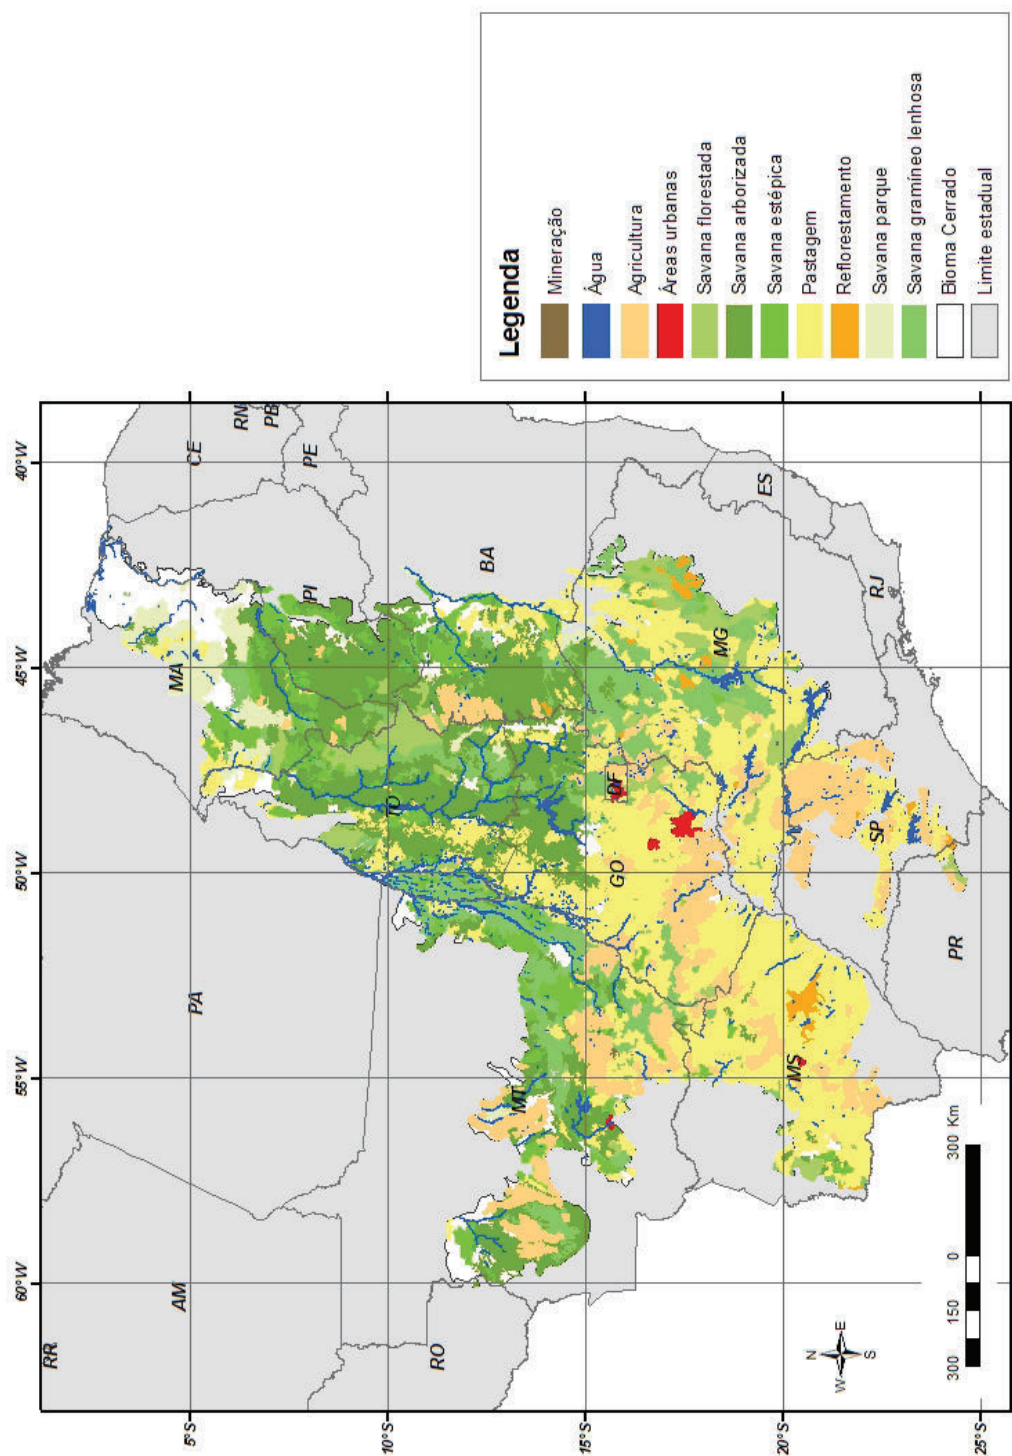 Legenda
Mineração
Água
Agricultura
Áreas urbanas
Savana florestada
Savana arborizada
Savana estépica
Pastagem
Reflorestamento
Savana parque
Savana gramíneo lenhosa
Bioma Cerrado
Limite estadual
60°W
55°W
50°W
45°W
40°W
5°S
10°S
15°S
20°S
25°S
RR
AM
PA
MA
CE
RN
PB
PE
PI
TO
BA
RO
MT
GO
DF
MG
ES
MS
SP
RJ
PR
N
W
E
S
300
150
0
300 Km